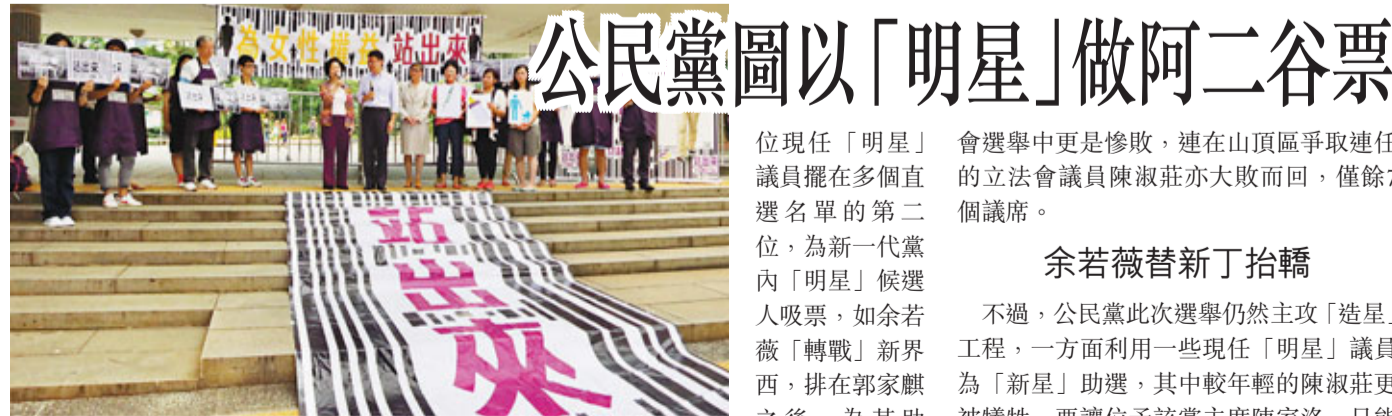 為女性權益 站出來
站出來
站出來
公民黨圖以「明星」做阿二谷票
位現任「明星」
議員擺在多個直
選名單的第二
位，為新一代黨
內「明星」候選
人吸票，如余若
薇「轉戰」新界
西，排在郭家麒
會選舉中更是慘敗，連在山頂區爭取連任
的立法會議員陳淑莊亦大敗而回，僅餘7
個議席。
余若薇替新丁抬轎
不過，公民黨此次選舉仍然主攻「造星」
工程，一方面利用一些現任「明星」議員
為「新星」助選，其中較年輕的陳淑莊更